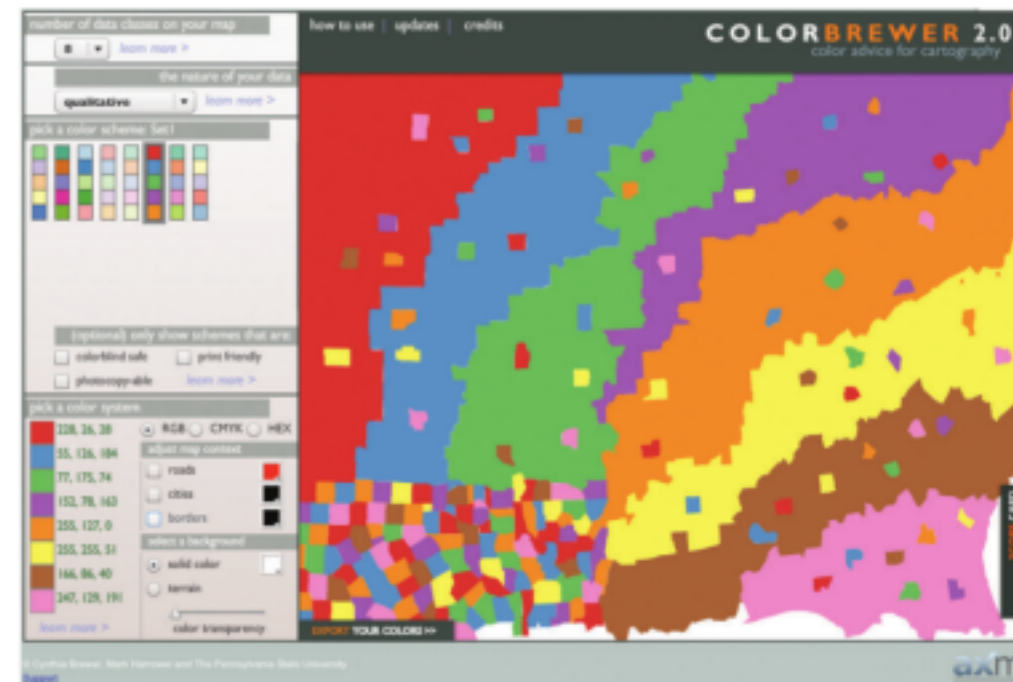 number of data classes on your map
8
learn more >
how to use | updates | credits
COLORBREWER 2.0
color advice for cartography
the nature of your data
qualitative
learn more >
pick a color scheme: Set1
(optional) only show schemes that are:
colorblind safe
print friendly
photocopy-able
learn more >
pick a color system
228, 26, 28
RGB
CMYK
HEX
55, 126, 184
adjust map context
77, 175, 74
roads
152, 78, 163
cities
255, 127, 0
borders
255, 255, 51
select a background
166, 86, 40
solid color
247, 129, 191
terrain
learn more >
color transparency
EXPORT YOUR COLORS >>
© Cynthia Brewer, Mark Harrower and The Pennsylvania State University
Support
axm